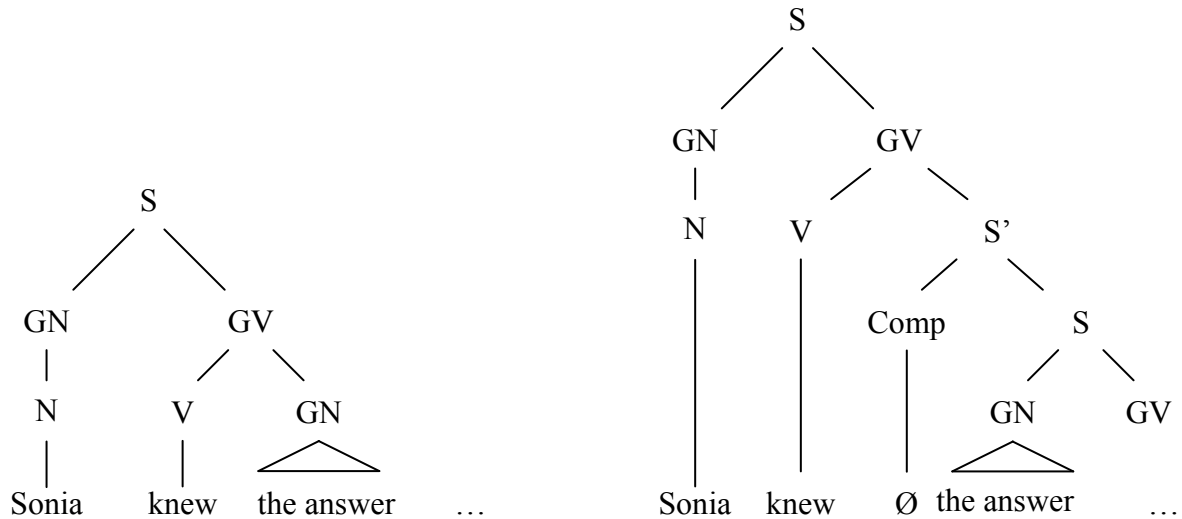 S
GN GV
S
N V S’
GN GV
Comp S
N V GN
GN GV
Sonia knew the answer …
Sonia knew Ø the answer …